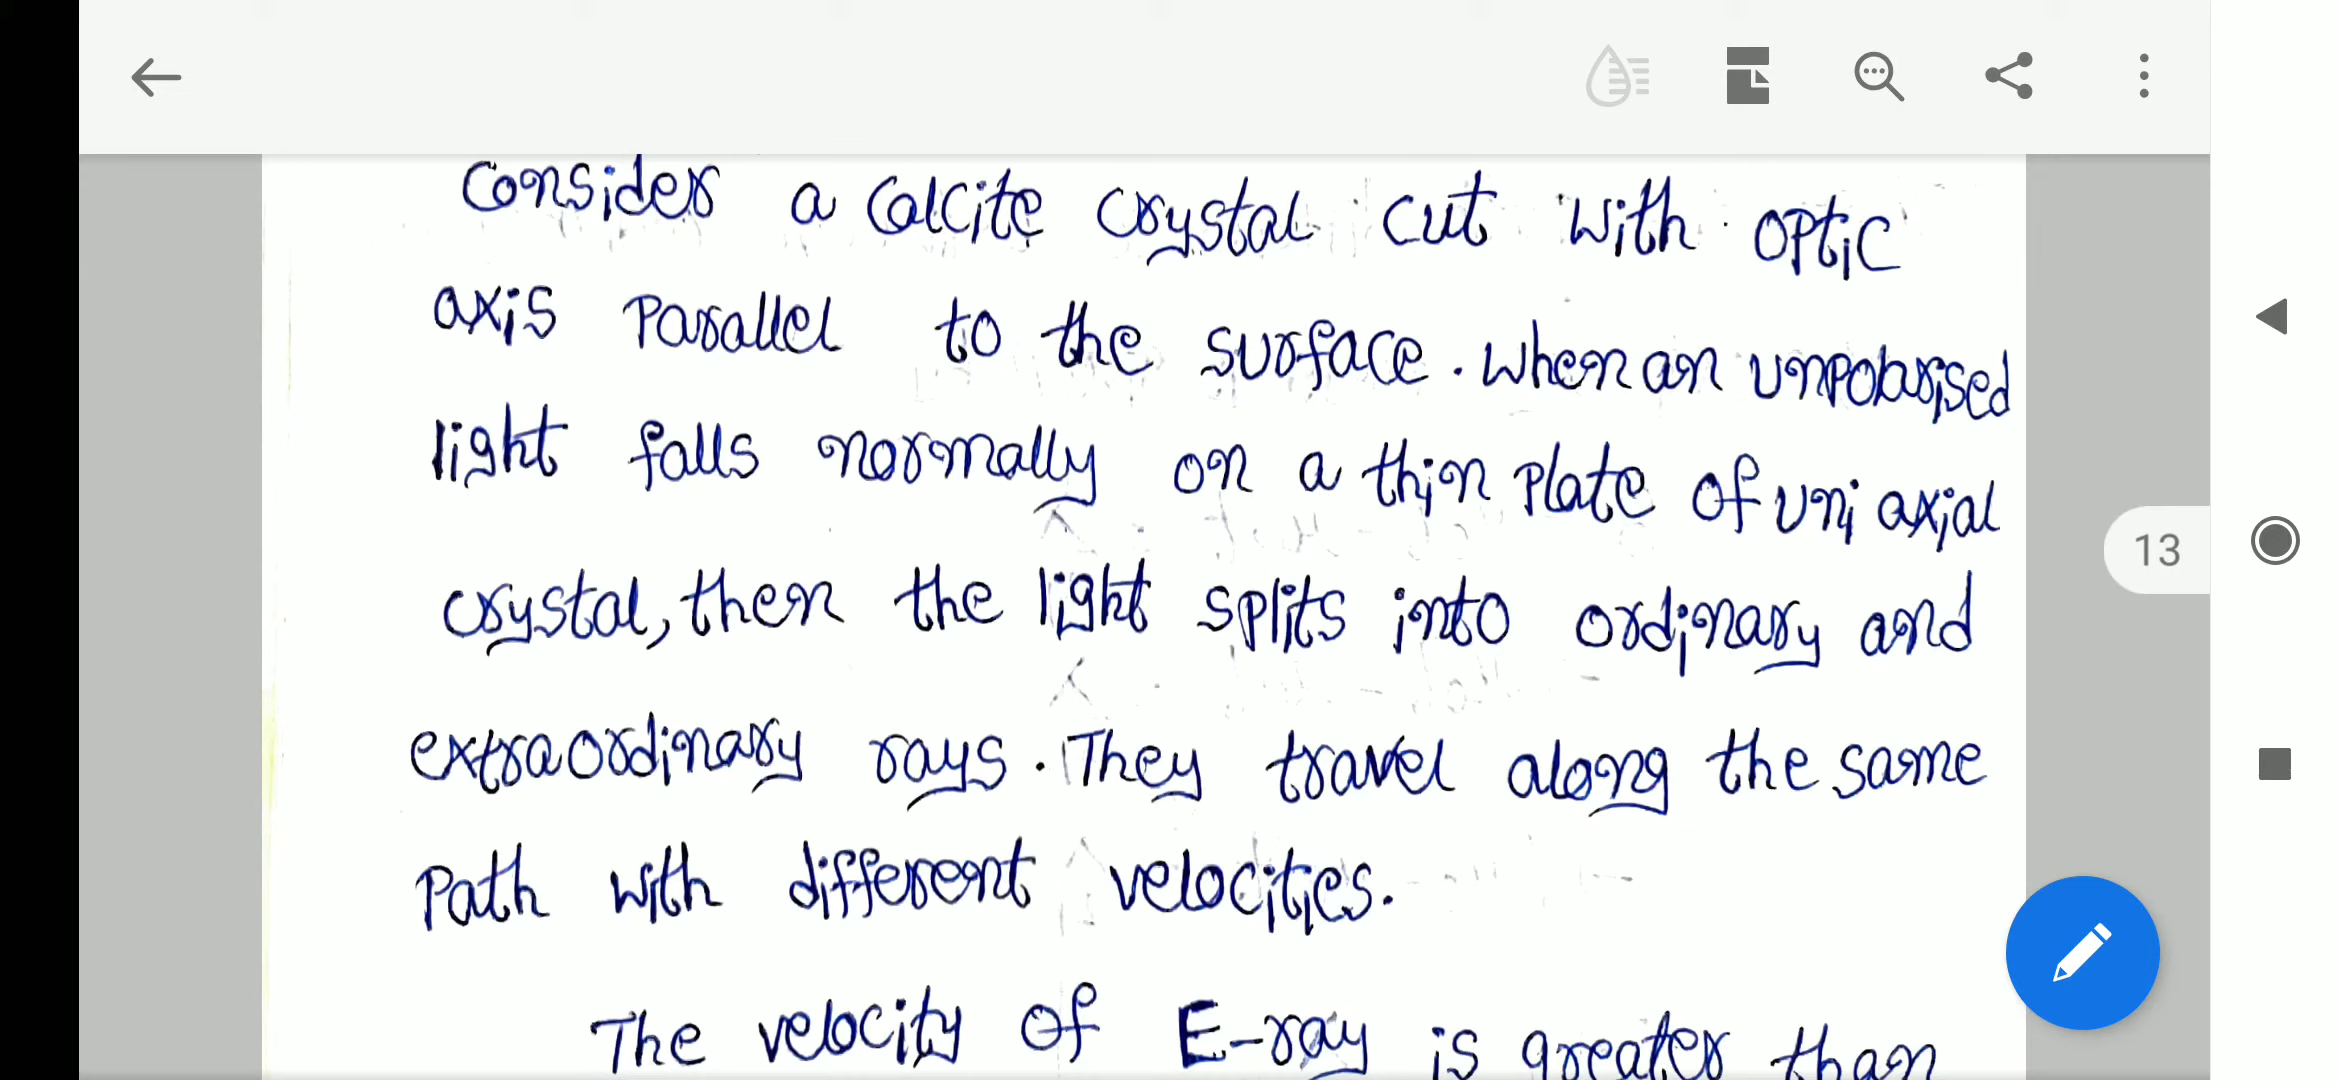 Consider a Calcite crystal cut with optic
axis Parallel to the surface. When an unpolarised
light falls normally on a thin Plate of uni axial
crystal, then the light splits into ordinary and
extraordinary rays. They travel along the same
Path with different velocities.
13
The velocity of E-ray is greater than